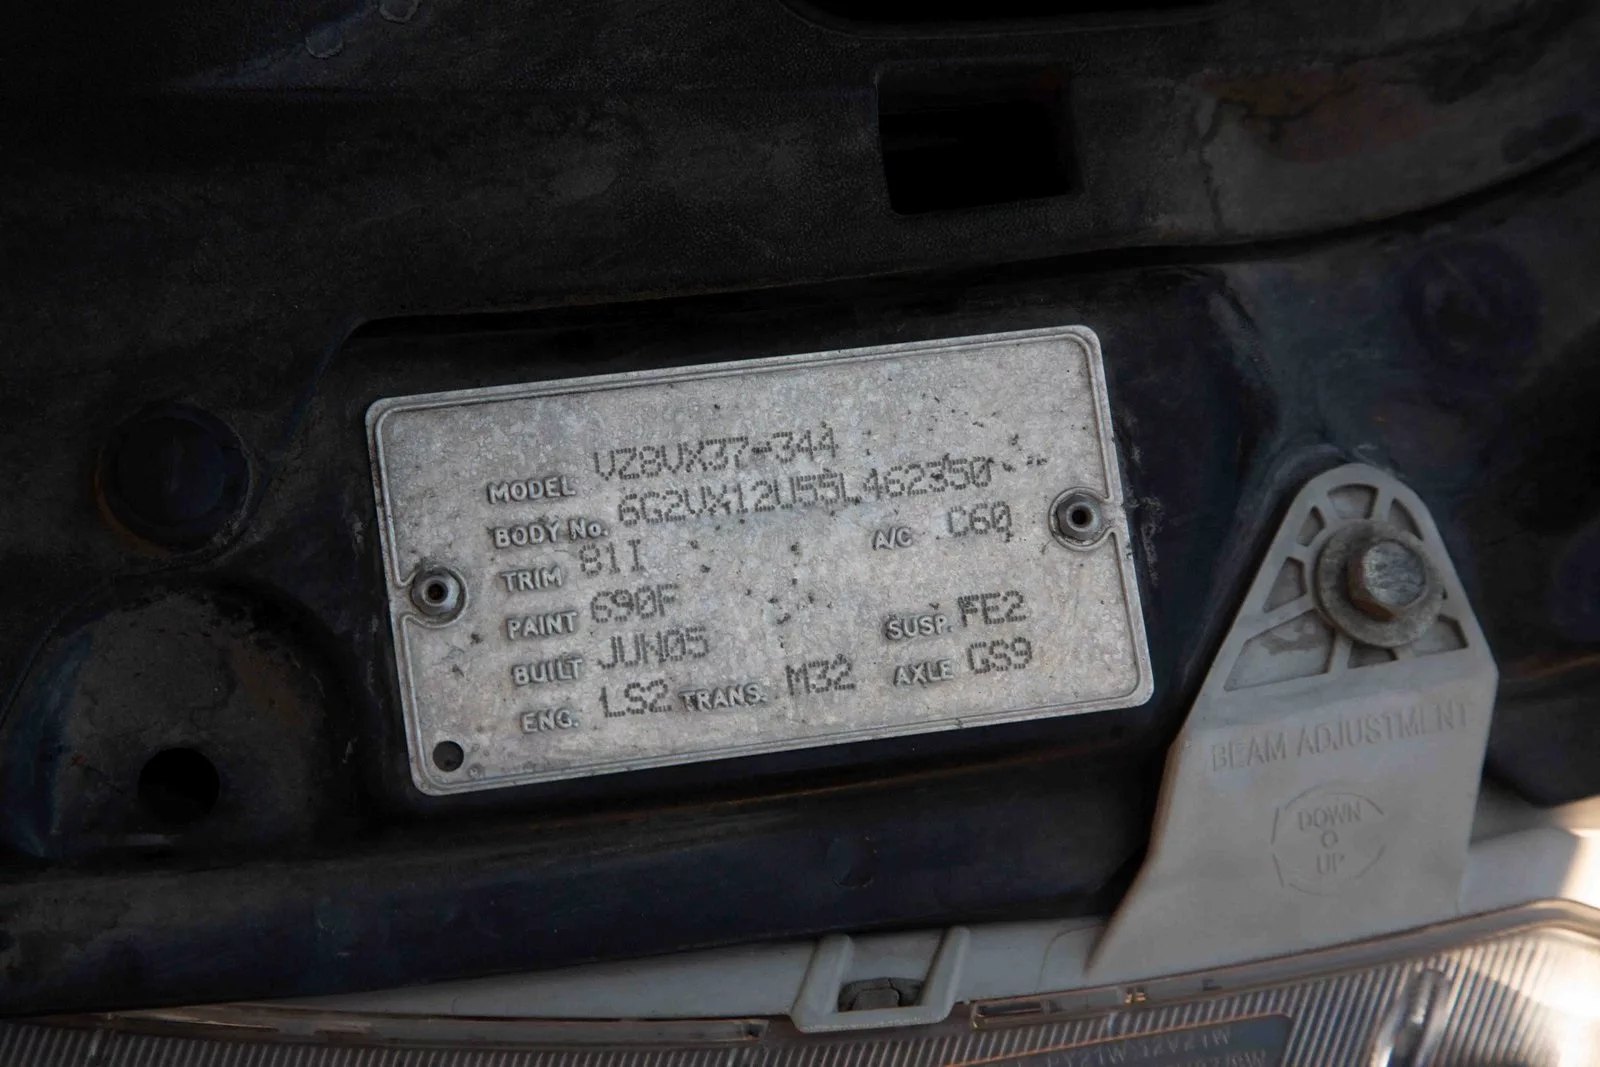 MODEL VZ8VX37-344
BODY No. 6G2VX12U55L462350
TRIM 81I A/C C60
PAINT 690F
BUILT JUN05 SUSP. FE2
ENG. LS2 TRANS. M32 AXLE GS9
BEAM ADJUSTMENT
DOWN
UP